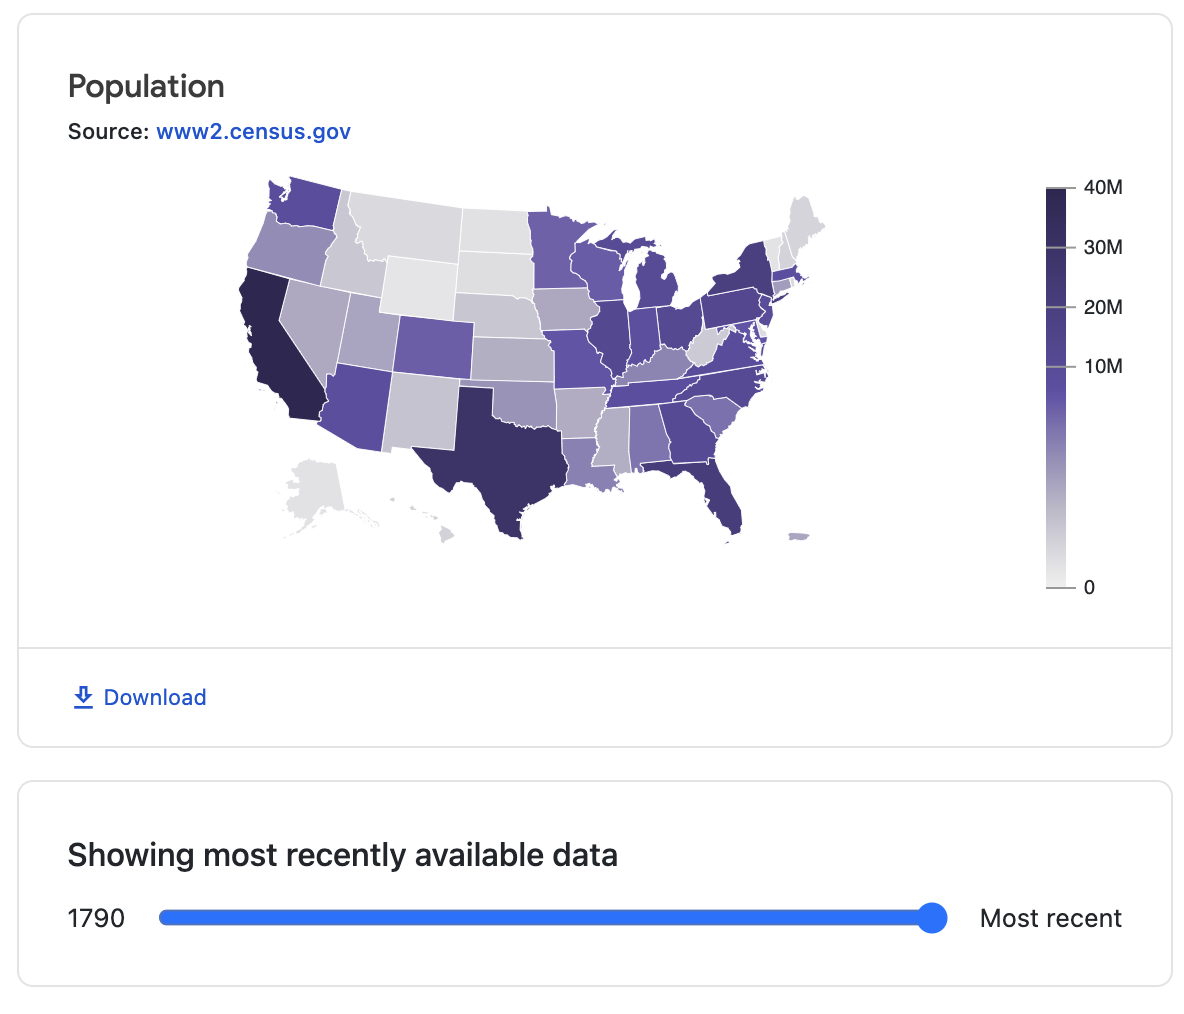 Population
Source: www2.census.gov
40M
30M
20M
10M
0
Download
Showing most recently available data
1790 Most recent